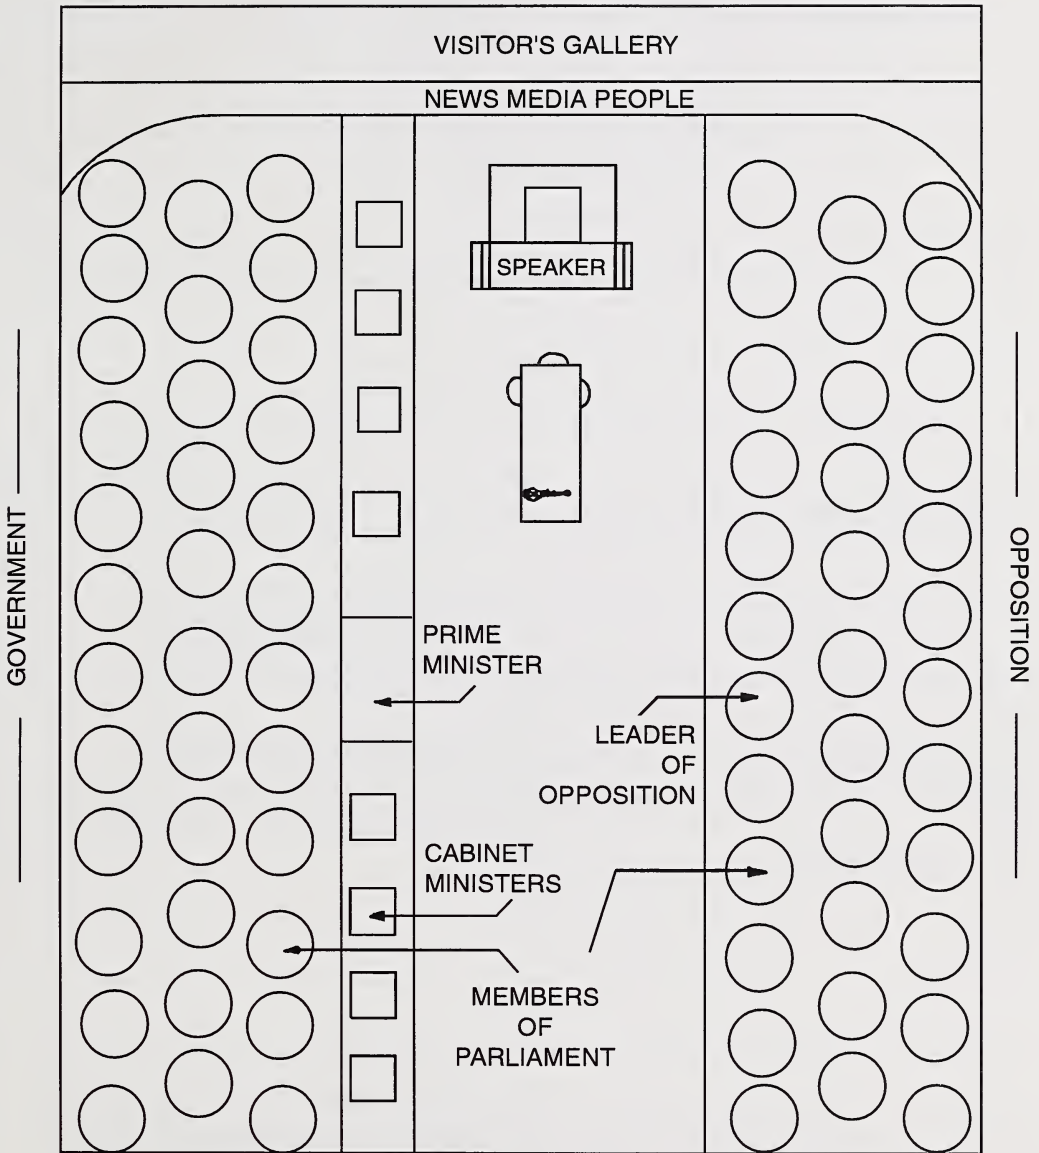 VISITOR'S GALLERY
NEWS MEDIA PEOPLE
SPEAKER
GOVERNMENT
OPPOSITION
PRIME
MINISTER
LEADER
OF
OPPOSITION
CABINET
MINISTERS
MEMBERS
OF
PARLIAMENT